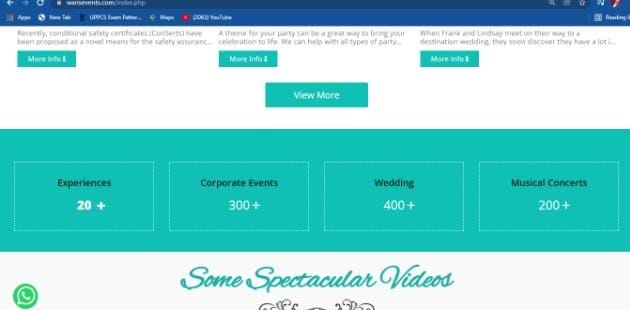 warisevents.com/index.php
Apps New Tab UPPCS Exam Patter... Maps (2063) YouTube Reading l
Recently, conditional safety certificates (ConSerts) have
been proposed as a novel means for the safety assuranc...
More Info i
A theme for your party can be a great way to bring your
celebration to life. We can help with all types of party...
More Info i
When Frank and Lindsay meet on their way to a
destination wedding, they soon discover they have a lot i...
More Info i
View More
Experiences
20 +
Corporate Events
300 +
Wedding
400 +
Musical Concerts
200 +
Some Spectacular Videos